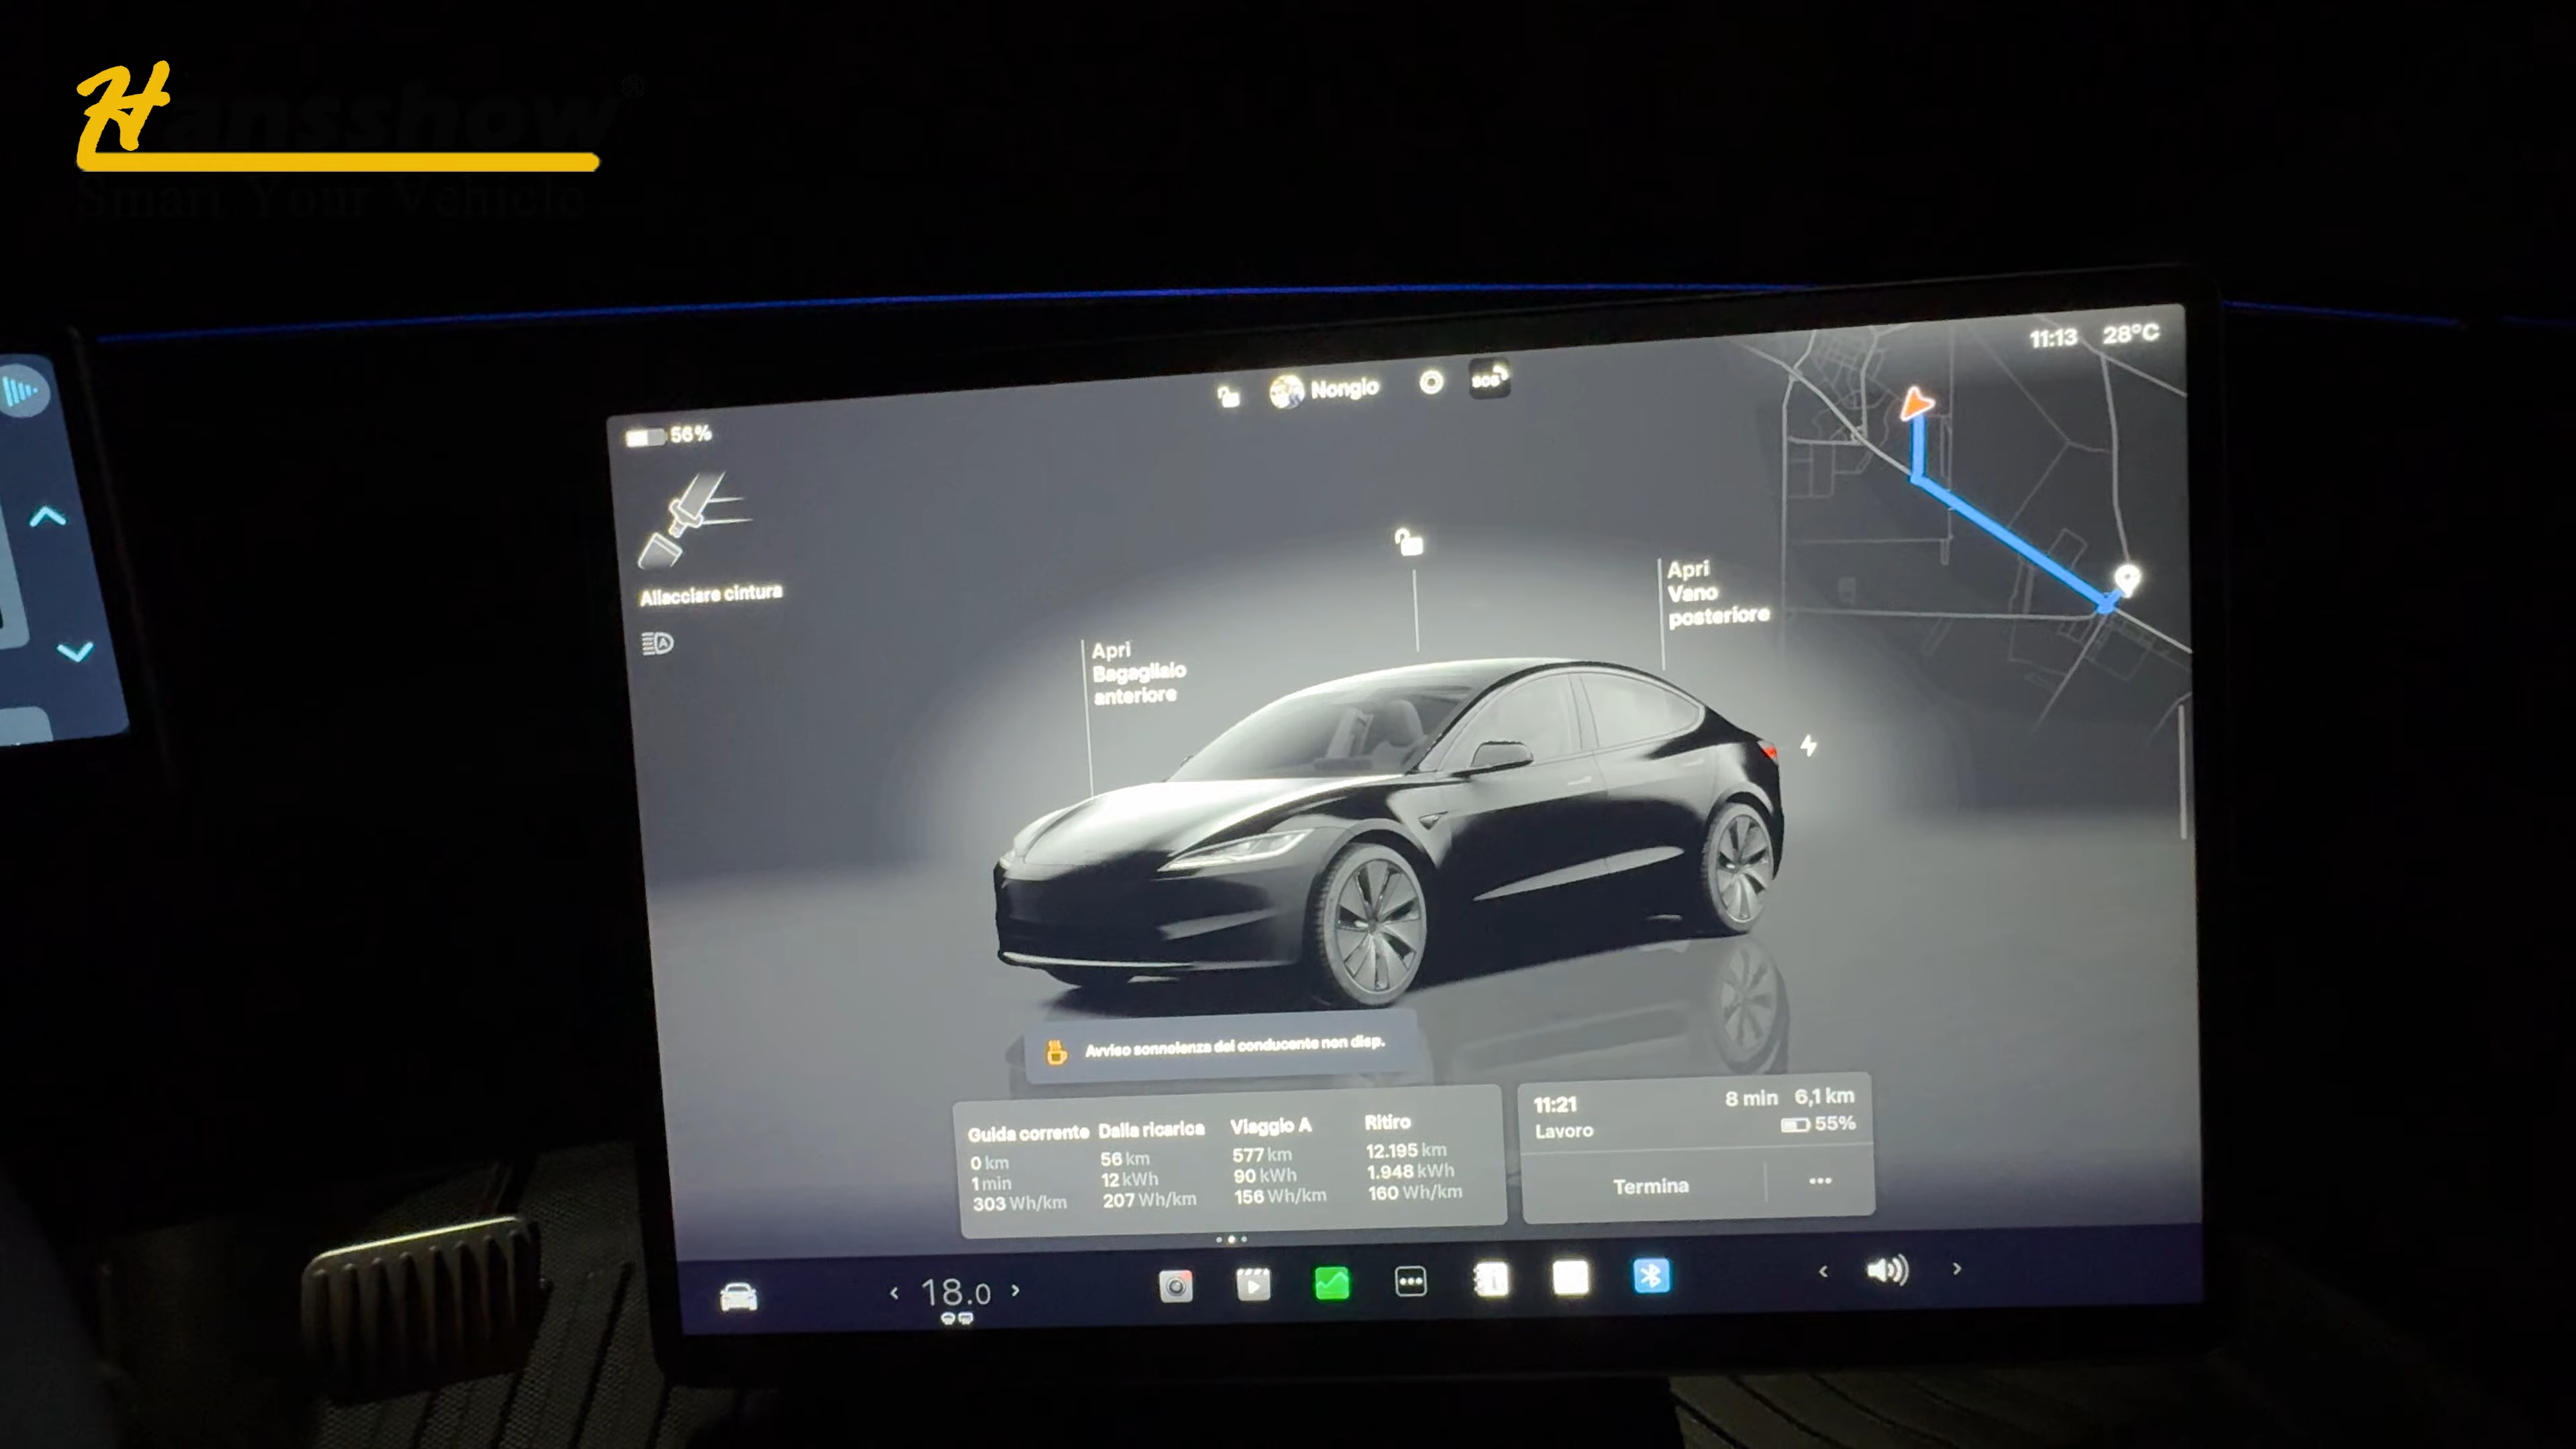 Hansshow®
Smart Your Vehicle
11:13 28°C
Nongio
SOS
56%
Allacciare cintura
A
Apri
Bagagliaio
anteriore
Apri
Vano
posteriore
Avviso sonnolenza del conducente non disp.
Guida corrente
0 km
1 min
303 Wh/km
Dalla ricarica
56 km
12 kWh
207 Wh/km
Viaggio A
577 km
90 kWh
156 Wh/km
Ritiro
12.195 km
1.948 kWh
160 Wh/km
11:21 8 min 6,1 km
Lavoro 55%
Termina
18.0